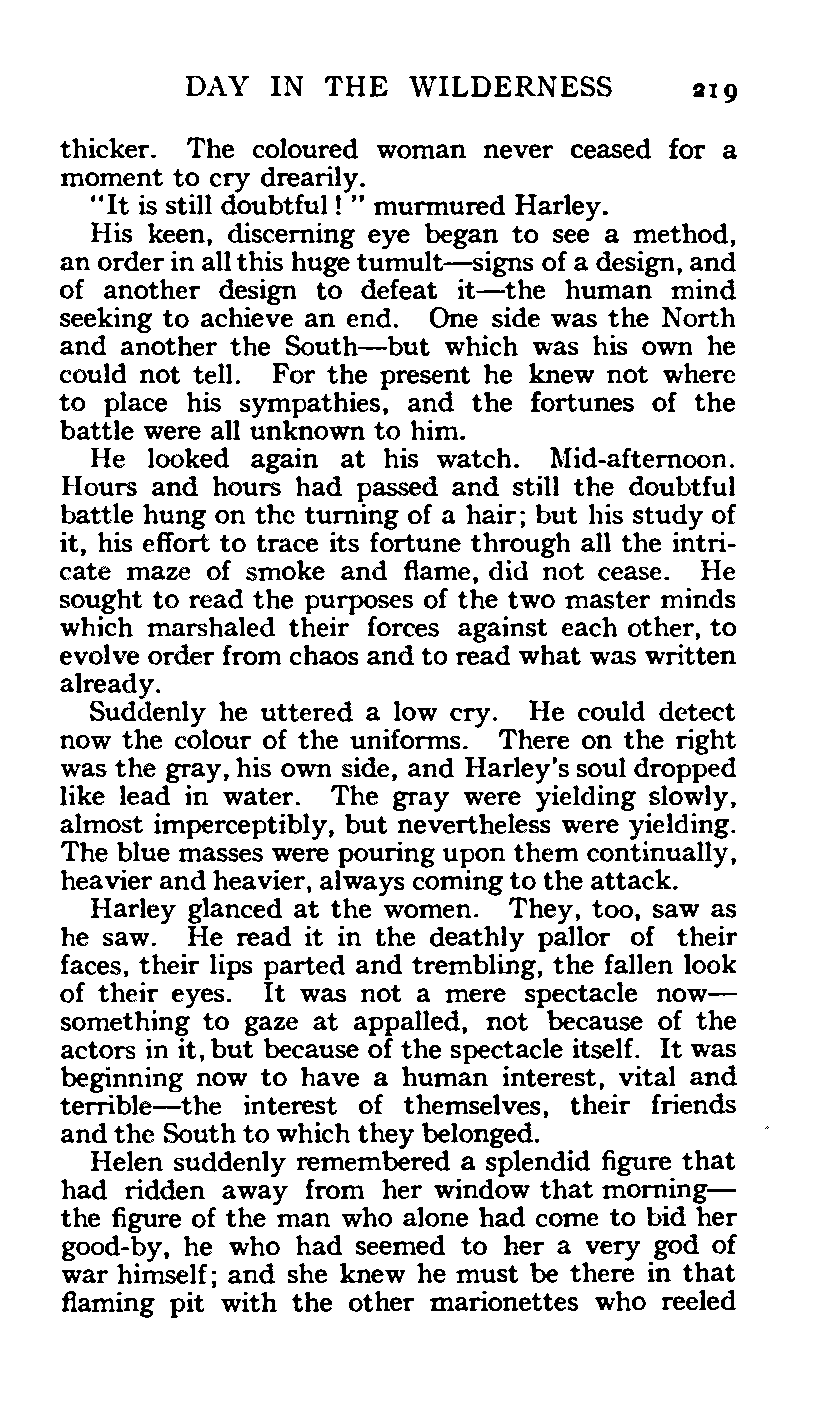 DAY IN THE WILDERNESS 219
thicker. The coloured woman never ceased for a
moment to cry drearily.
"It is still doubtful! " murmured Harley.
His keen, discerning eye began to see a method,
an order in all this huge tumult—signs of a design, and
of another design to defeat it—the human mind
seeking to achieve an end. One side was the North
and another the South—but which was his own he
could not tell. For the present he knew not where
to place his sympathies, and the fortunes of the
battle were all unknown to him.
He looked again at his watch. Mid-afternoon.
Hours and hours had passed and still the doubtful
battle hung on the turning of a hair; but his study of
it, his effort to trace its fortune through all the intri-
cate maze of smoke and flame, did not cease. He
sought to read the purposes of the two master minds
which marshaled their forces against each other, to
evolve order from chaos and to read what was written
already.
Suddenly he uttered a low cry. He could detect
now the colour of the uniforms. There on the right
was the gray, his own side, and Harley's soul dropped
like lead in water. The gray were yielding slowly,
almost imperceptibly, but nevertheless were yielding.
The blue masses were pouring upon them continually,
heavier and heavier, always coming to the attack.
Harley glanced at the women. They, too, saw as
he saw. He read it in the deathly pallor of their
faces, their lips parted and trembling, the fallen look
of their eyes. It was not a mere spectacle now—
something to gaze at appalled, not because of the
actors in it, but because of the spectacle itself. It was
beginning now to have a human interest, vital and
terrible—the interest of themselves, their friends
and the South to which they belonged.
Helen suddenly remembered a splendid figure that
had ridden away from her window that morning—
the figure of the man who alone had come to bid her
good-by, he who had seemed to her a very god of
war himself; and she knew he must be there in that
flaming pit with the other marionettes who reeled